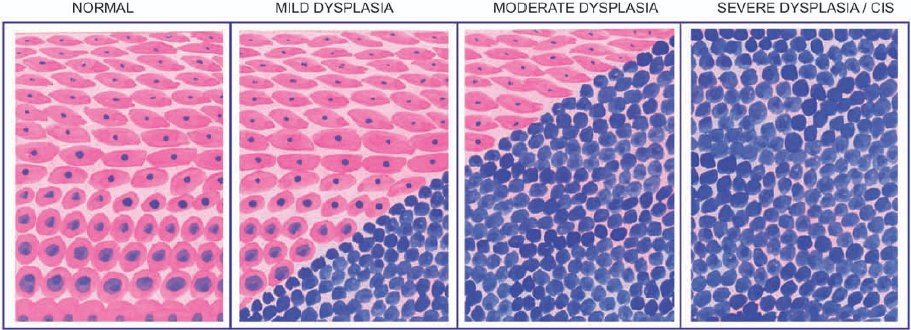 NORMAL MILD DYSPLASIA MODERATE DYSPLASIA SEVERE DYSPLASIA / CIS